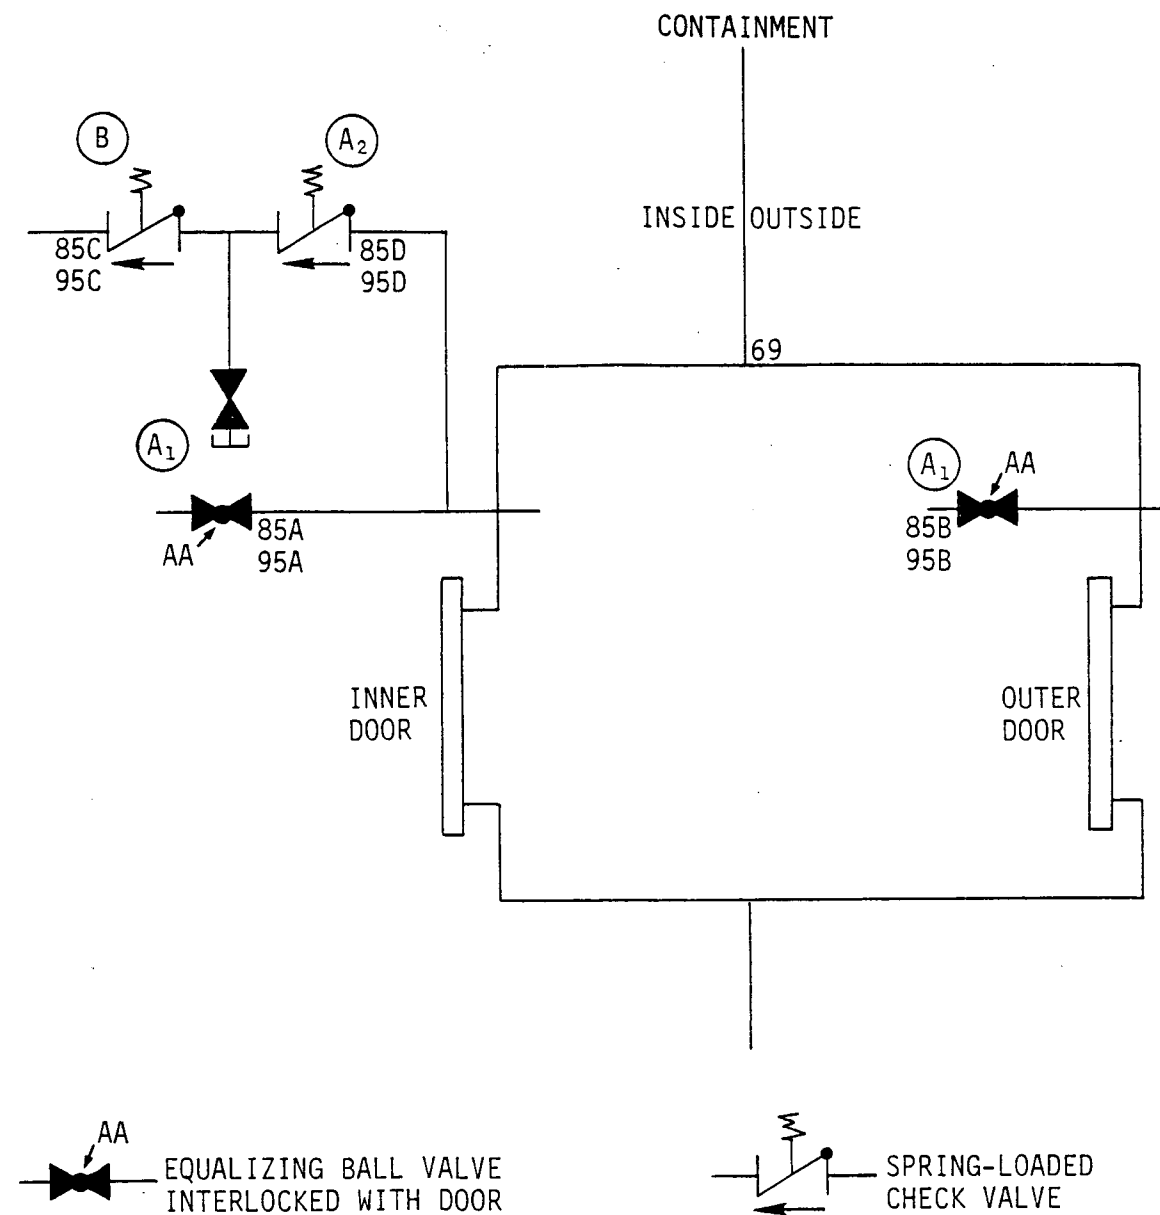 CONTAINMENT
B
A₂
INSIDE OUTSIDE
85C
95C
85D
95D
69
A₁
A₁
AA
85A
95A
AA
85B
95B
INNER
DOOR
OUTER
DOOR
AA
EQUALIZING BALL VALVE
INTERLOCKED WITH DOOR
SPRING-LOADED
CHECK VALVE